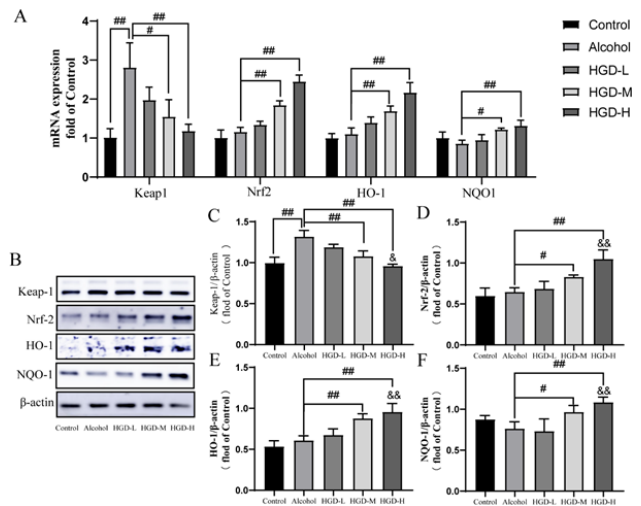 A
mRNA expression
fold of Control
4
3
2
1
0
##
##
#
##
##
##
##
##
#
Keap1
Nrf2
HO-1
NQO1
Control
Alcohol
HGD-L
HGD-M
HGD-H
B
Keap-1
Nrf-2
HO-1
NQO-1
β-actin
Control Alcohol HGD-L HGD-M HGD-H
C
Keap-1/β-actin
( flod of Control )
1.5
1.0
0.5
0.0
##
##
##
&
Control Alcohol HGD-L HGD-M HGD-H
D
Nrf-2/β-actin
( flod of Control )
1.5
1.0
0.5
0.0
##
#
&&
Control Alcohol HGD-L HGD-M HGD-H
E
HO-1/β-actin
( flod of Control )
1.5
1.0
0.5
0.0
##
##
&&
Control Alcohol HGD-L HGD-M HGD-H
F
NQO-1/β-actin
( flod of Control )
1.5
1.0
0.5
0.0
##
#
&&
Control Alcohol HGD-L HGD-M HGD-H